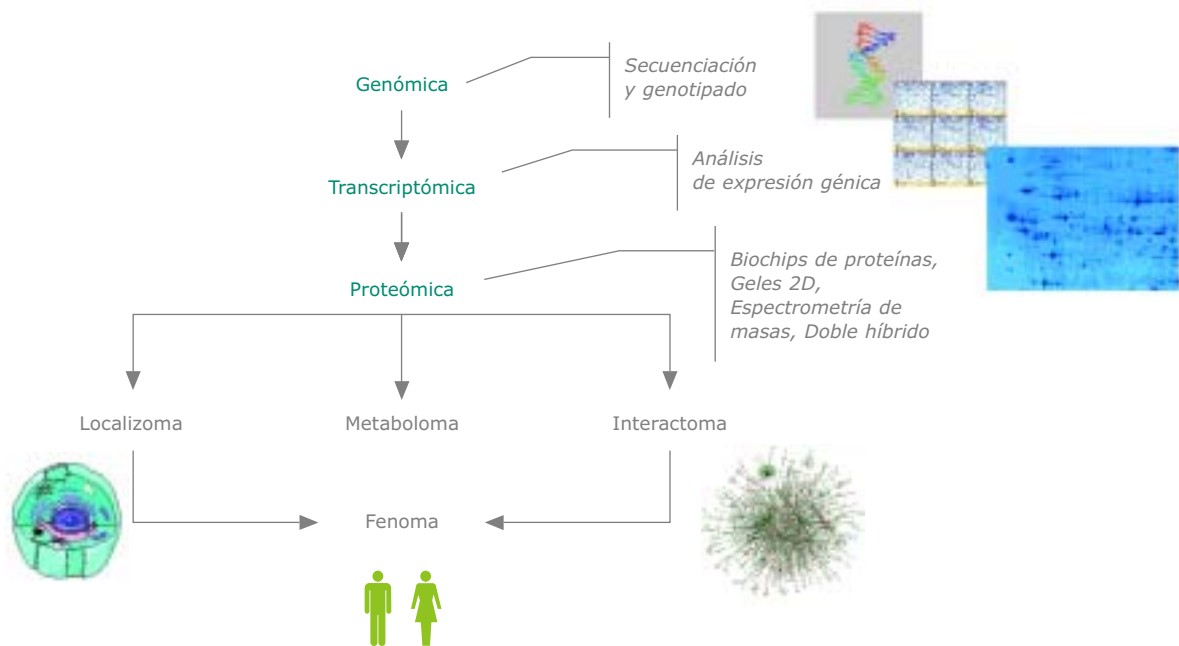 Genómica
Secuenciación
y genotipado
Transcriptómica
Análisis
de expresión génica
Proteómica
Biochips de proteínas,
Geles 2D,
Espectrometría de
masas, Doble híbrido
Localizoma
Metaboloma
Interactoma
Fenoma